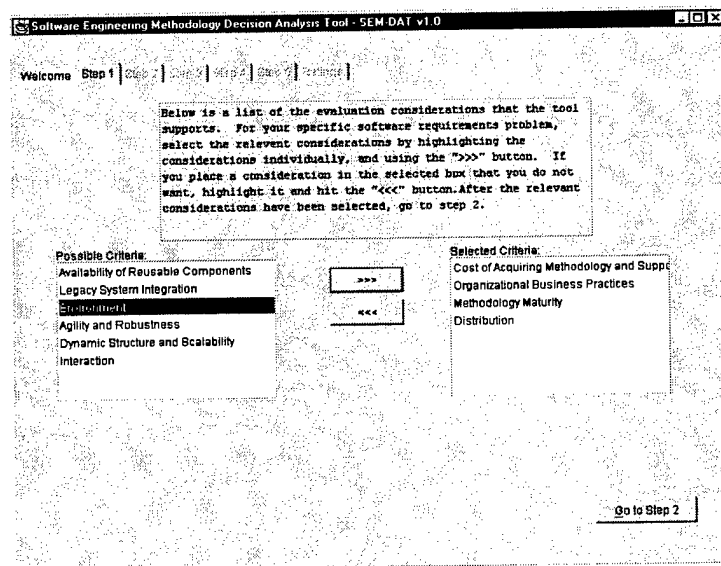 Software Engineering Methodology Decision Analysis Tool - SEM-DAT v1.0
Welcome Step 1
Below is a list of the evaluation considerations that the tool
supports. For your specific software requirements problem,
select the relevent considerations by highlighting the
considerations individually, and using the ">>>" button. If
you place a consideration in the selected box that you do not
want, highlight it and hit the "<<<" button.After the relevant
considerations have been selected, go to step 2.
Possible Criteria:
Availability of Reusable Components
Legacy System Integration
Environment
Agility and Robustness
Dynamic Structure and Scalability
Interaction
>>>
<<<
Selected Criteria:
Cost of Acquiring Methodology and Suppo
Organizational Business Practices
Methodology Maturity
Distribution
Go to Step 2